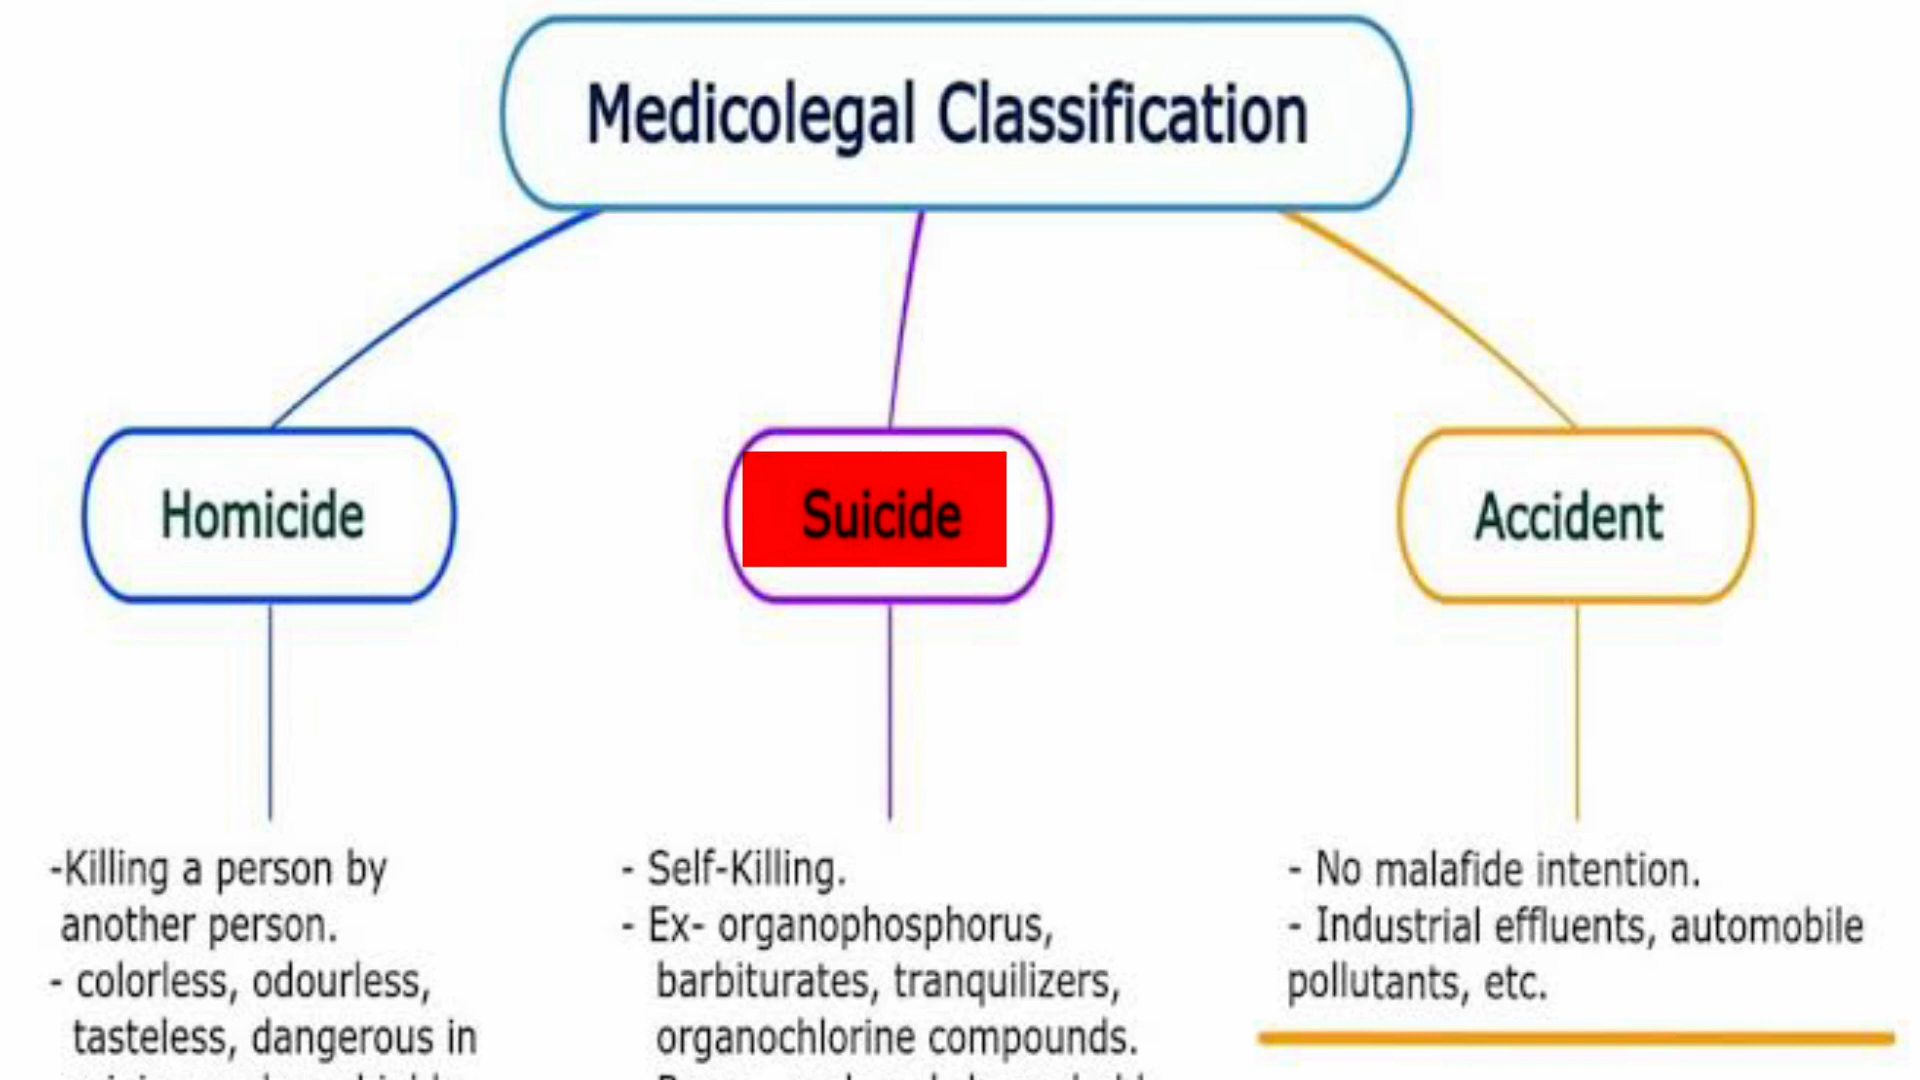 Medicolegal Classification
Homicide
Suicide
Accident
-Killing a person by
another person.
- colorless, odourless,
tasteless, dangerous in
- Self-Killing.
- Ex- organophosphorus,
barbiturates, tranquilizers,
organochlorine compounds.
- No malafide intention.
- Industrial effluents, automobile
pollutants, etc.